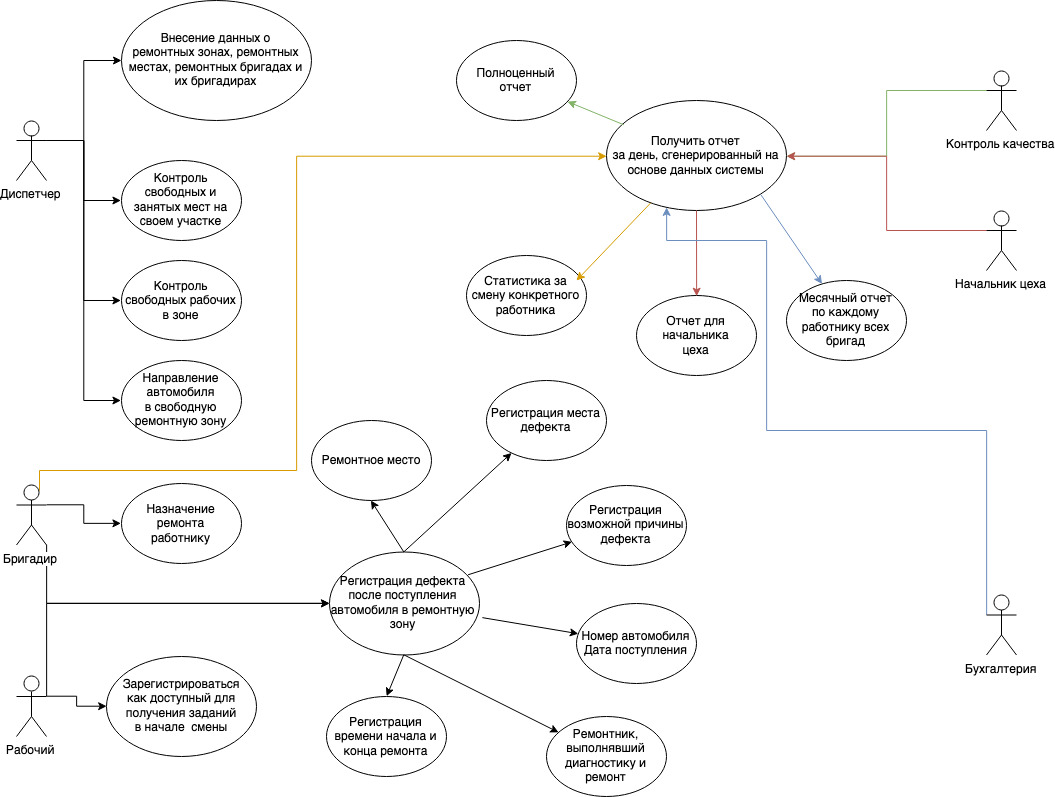 Внесение данных о
ремонтных зонах, ремонтных
местах, ремонтных бригадах и
их бригадирах
Диспетчер
Контроль
свободных и
занятых мест на
своем участке
Контроль
свободных рабочих
в зоне
Направление
автомобиля
в свободную
ремонтную зону
Полноценный
отчет
Получить отчет
за день, сгенерированный на
основе данных системы
Контроль качества
Начальник цеха
Статистика за
смену конкретного
работника
Отчет для
начальника
цеха
Месячный отчет
по каждому
работнику всех
бригад
Бригадир
Назначение
ремонта
работнику
Ремонтное место
Регистрация места
дефекта
Регистрация
возможной причины
дефекта
Регистрация дефекта
после поступления
автомобиля в ремонтную
зону
Номер автомобиля
Дата поступления
Бухгалтерия
Рабочий
Зарегистрироваться
как доступный для
получения заданий
в начале смены
Регистрация
времени начала и
конца ремонта
Ремонтник,
выполнявший
диагностику и
ремонт